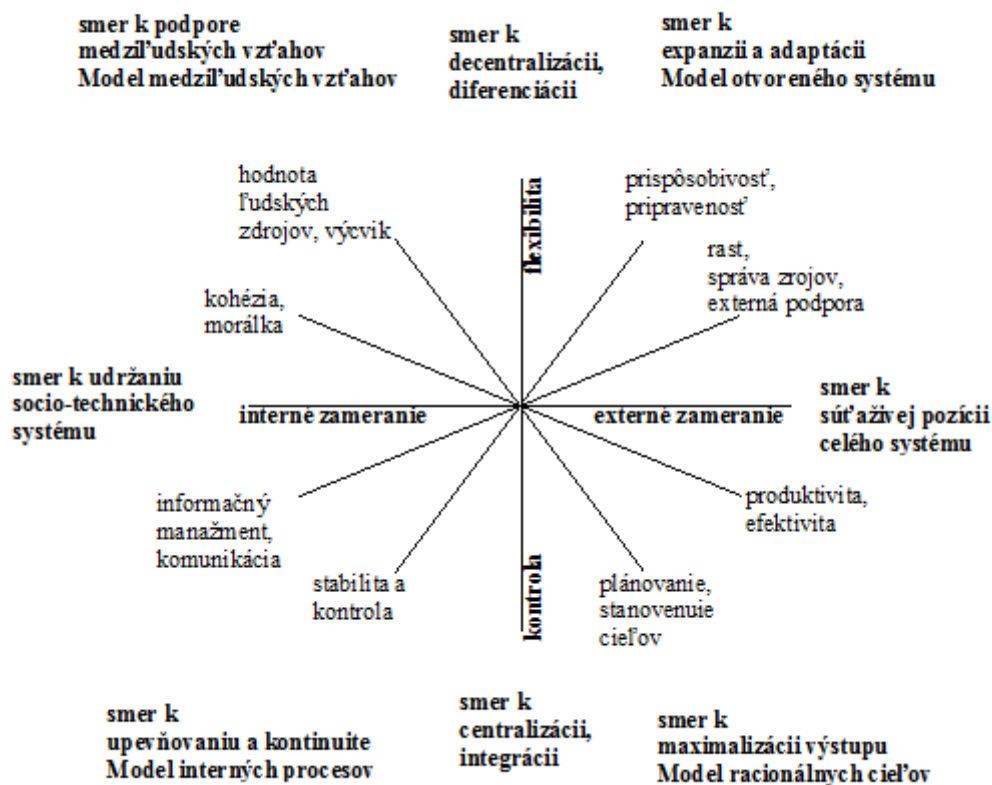 smer k podpore
medziľudských vzťahov
Model medziľudských vzťahov
smer k
decentralizácii,
diferenciácii
smer k
expanzii a adaptácii
Model otvoreného systému
hodnota
ľudských
zdrojov, výcvik
flexibilita
prispôsobivosť,
pripravenosť
rast,
správa zrojov,
externá podpora
kohézia,
morálka
smer k udržaniu
socio-technického
systému
interné zameranie
externé zameranie
smer k
súťaživej pozícii
celého systému
informačný
manažment,
komunikácia
produktivita,
efektivita
stabilita a
kontrola
kontrola
plánovanie,
stanovenuie
cieľov
smer k
upevňovaniu a kontinuite
Model interných procesov
smer k
centralizácii,
integrácii
smer k
maximalizácii výstupu
Model racionálnych cieľov